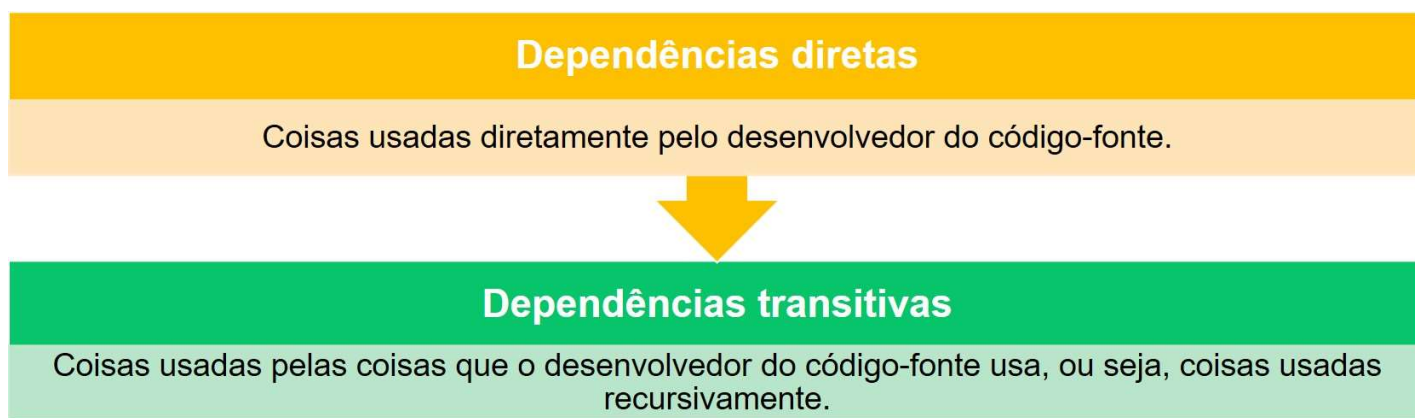 Dependências diretas
Coisas usadas diretamente pelo desenvolvedor do código-fonte.
Dependências transitivas
Coisas usadas pelas coisas que o desenvolvedor do código-fonte usa, ou seja, coisas usadas
recursivamente.